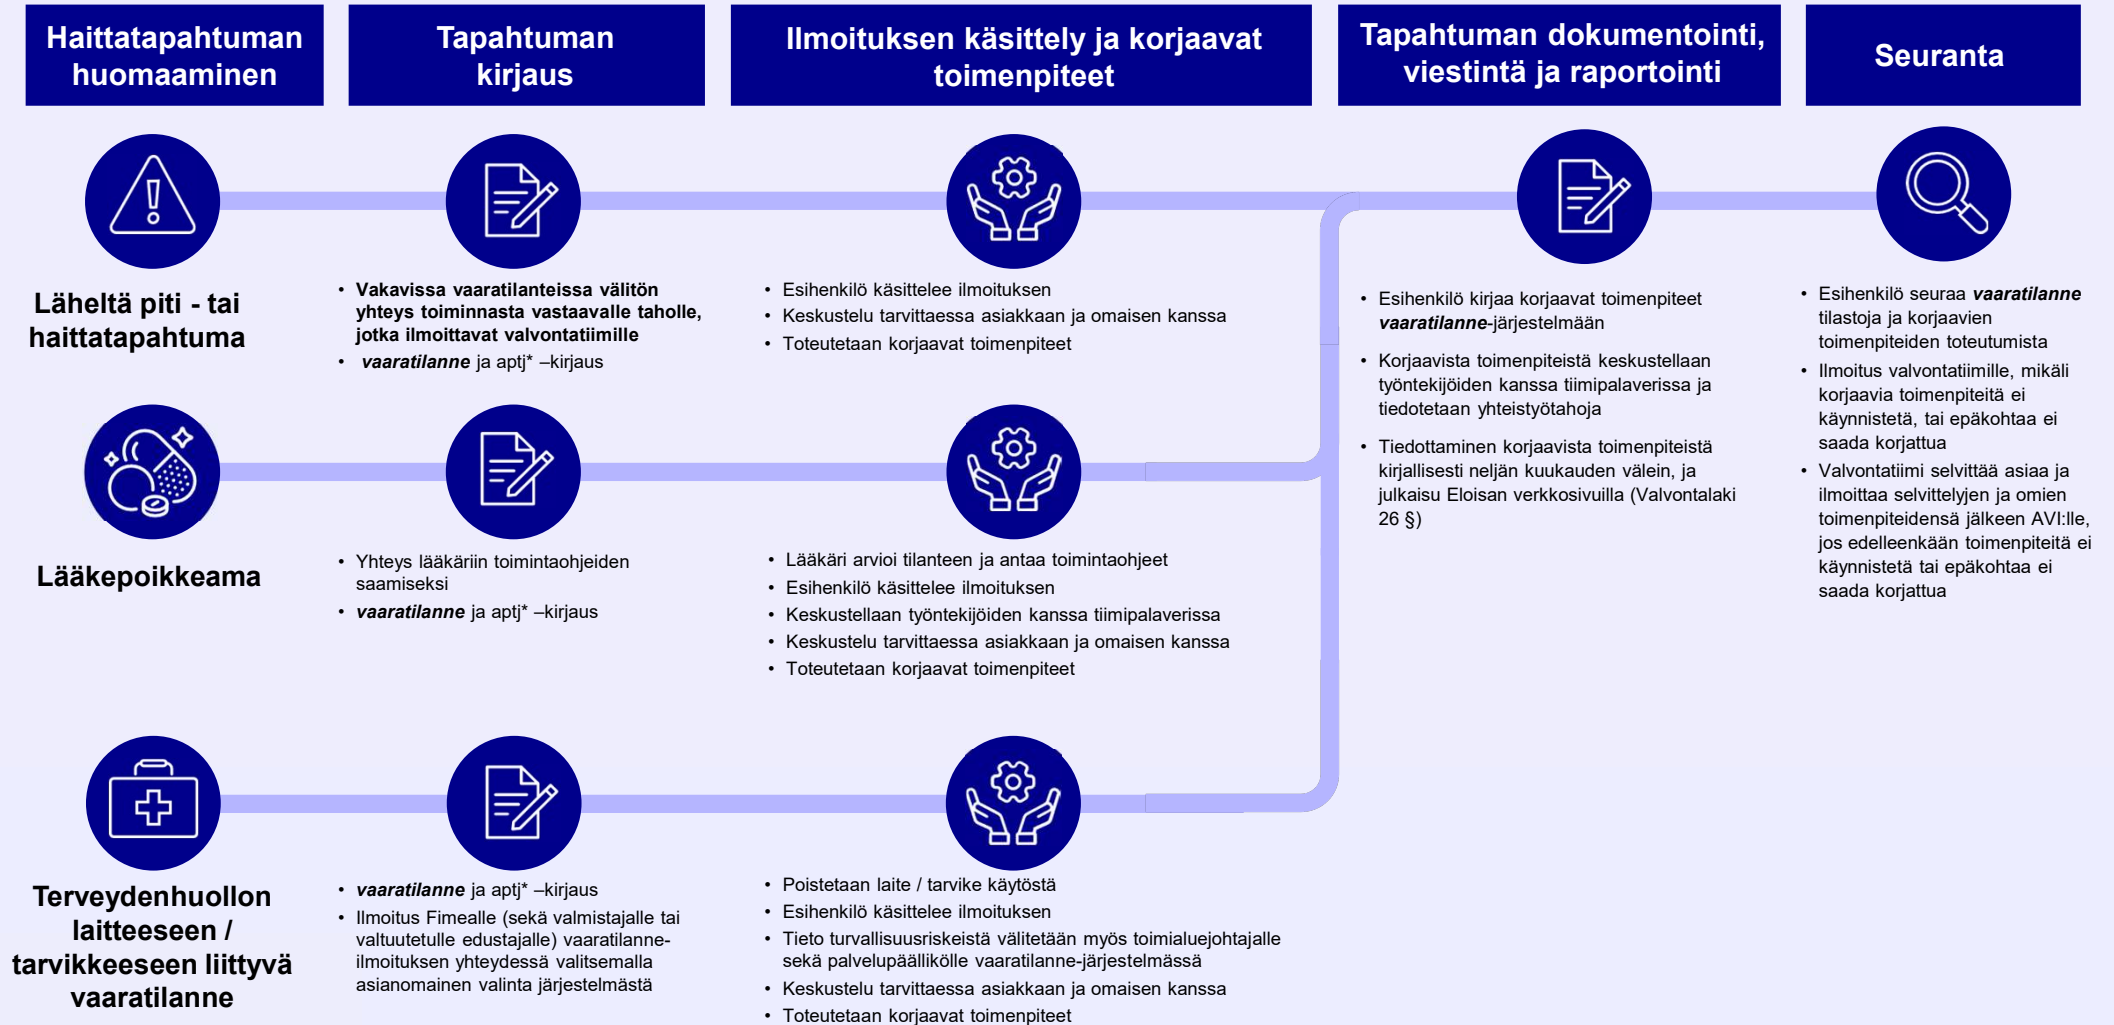 Haittatapahtuman
huomaaminen
Tapahtuman
kirjaus
Ilmoituksen käsittely ja korjaavat
toimenpiteet
Tapahtuman dokumentointi,
viestintä ja raportointi
Seuranta
Läheltä piti - tai
haittatapahtuma
• Vakavissa vaaratilanteissa välitön
yhteys toiminnasta vastaavalle taholle,
jotka ilmoittavat valvontatiimille
• vaaratilanne ja aptj* –kirjaus
• Esihenkilö käsittelee ilmoituksen
• Keskustelu tarvittaessa asiakkaan ja omaisen kanssa
• Toteutetaan korjaavat toimenpiteet
• Esihenkilö kirjaa korjaavat toimenpiteet
vaaratilanne-järjestelmään
• Korjaavista toimenpiteistä keskustellaan
työntekijöiden kanssa tiimipalaverissa ja
tiedotetaan yhteistyötahoja
• Tiedottaminen korjaavista toimenpiteistä
kirjallisesti neljän kuukauden välein, ja
julkaisu Eloisan verkkosivuilla (Valvontalaki
26 §)
• Esihenkilö seuraa vaaratilanne
tilastoja ja korjaavien
toimenpiteiden toteutumista
• Ilmoitus valvontatiimille, mikäli
korjaavia toimenpiteitä ei
käynnistetä, tai epäkohtaa ei
saada korjattua
• Valvontatiimi selvittää asiaa ja
ilmoittaa selvittelyjen ja omien
toimenpiteidensä jälkeen AVI:lle,
jos edelleenkään toimenpiteitä ei
käynnistetä tai epäkohtaa ei
saada korjattua
Lääkepoikkeama
• Yhteys lääkäriin toimintaohjeiden
saamiseksi
• vaaratilanne ja aptj* –kirjaus
• Lääkäri arvioi tilanteen ja antaa toimintaohjeet
• Esihenkilö käsittelee ilmoituksen
• Keskustellaan työntekijöiden kanssa tiimipalaverissa
• Keskustelu tarvittaessa asiakkaan ja omaisen kanssa
• Toteutetaan korjaavat toimenpiteet
Terveydenhuollon
laitteeseen /
tarvikkeeseen liittyvä
vaaratilanne
• vaaratilanne ja aptj* –kirjaus
• Ilmoitus Fimealle (sekä valmistajalle tai
valtuutetulle edustajalle) vaaratilanne-
ilmoituksen yhteydessä valitsemalla
asianomainen valinta järjestelmästä
• Poistetaan laite / tarvike käytöstä
• Esihenkilö käsittelee ilmoituksen
• Tieto turvallisuusriskeistä välitetään myös toimialuejohtajalle
sekä palvelupäällikölle vaaratilanne-järjestelmässä
• Keskustelu tarvittaessa asiakkaan ja omaisen kanssa
• Toteutetaan korjaavat toimenpiteet